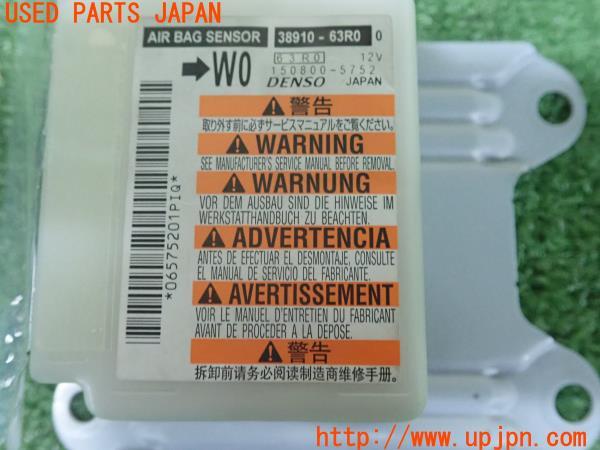 USED PARTS JAPAN
AIR BAG SENSOR 38910 - 63R0 0
63R0 12V
➡W0 150800-5752
DENSO JAPAN
警告
取り外す前に必ずサービスマニュアルをご覧ください。
WARNING
SEE MANUFACTURER'S SERVICE MANUAL BEFORE REMOVAL.
WARNUNG
VOR DEM AUSBAU SIND DIE HINWEISE IM
WERKSTATTHANDBUCH ZU BEACHTEN.
ADVERTENCIA
ANTES DE EFECTUAR EL DESMONTAJE, CONSULTE
EL MANUAL DE SERVICIO DEL FABRICANTE.
AVERTISSEMENT
VOIR LE MANUEL D'ENTRETIEN DU FABRICANT
AVANT DE PROCÉDER A LA DEPOSE.
警告
拆卸前请务必阅读制造商维修手册。
*06575201PIQ*
http://www.upjpn.com/